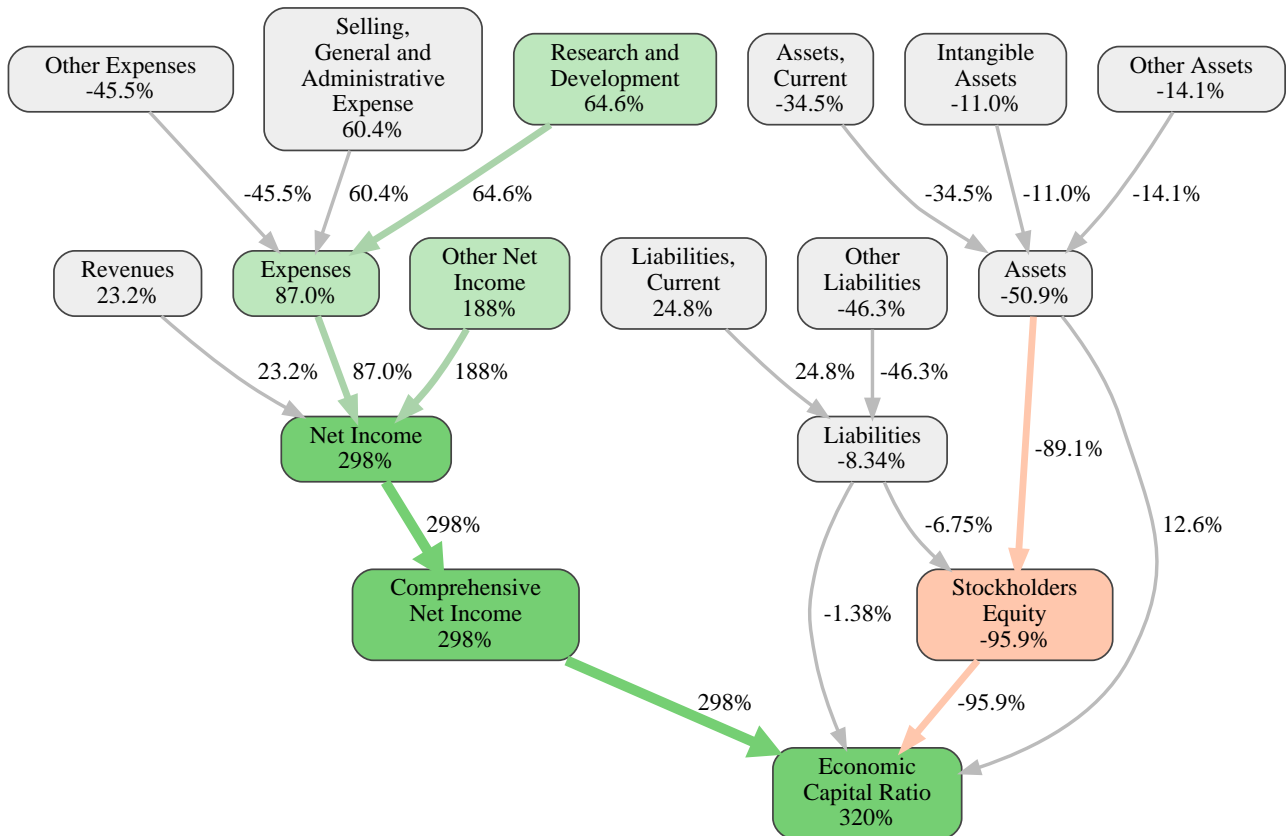 Other Expenses
-45.5%
Selling,
General and
Administrative
Expense
60.4%
Research and
Development
64.6%
Assets,
Current
-34.5%
Intangible
Assets
-11.0%
Other Assets
-14.1%
-45.5%
60.4%
64.6%
-34.5%
-11.0%
-14.1%
Revenues
23.2%
Expenses
87.0%
Other Net
Income
188%
Liabilities,
Current
24.8%
Other
Liabilities
-46.3%
Assets
-50.9%
23.2%
87.0%
188%
24.8%
-46.3%
Net Income
298%
Liabilities
-8.34%
-89.1%
298%
-6.75%
12.6%
Comprehensive
Net Income
298%
-1.38%
Stockholders
Equity
-95.9%
298%
-95.9%
Economic
Capital Ratio
320%